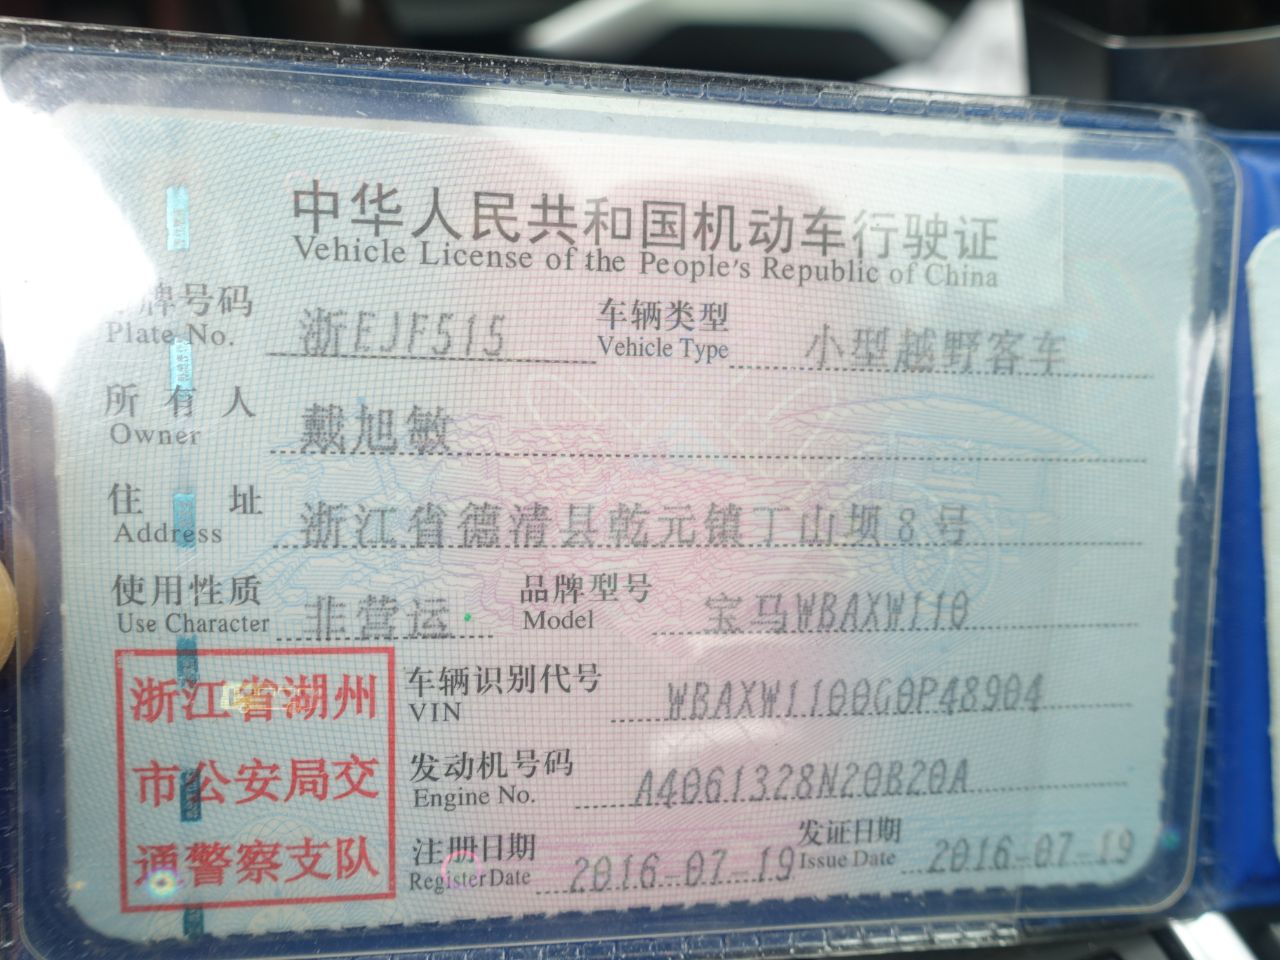 中华人民共和国机动车行驶证
Vehicle License of the People's Republic of China
牌号码 浙EJF515 车辆类型 小型越野客车
Plate No. Vehicle Type
所有人 戴旭敏
Owner
住址 浙江省德清县乾元镇丁山坝8号
Address
使用性质 非营运 品牌型号 宝马WBAXW110
Use Character Model
浙江省湖州
市公安局交
通警察支队
车辆识别代号 WBAXW1100G0P48904
VIN
发动机号码 A4061328N20B20A
Engine No.
注册日期 2016-07-19 发证日期 2016-07-19
Register Date Issue Date